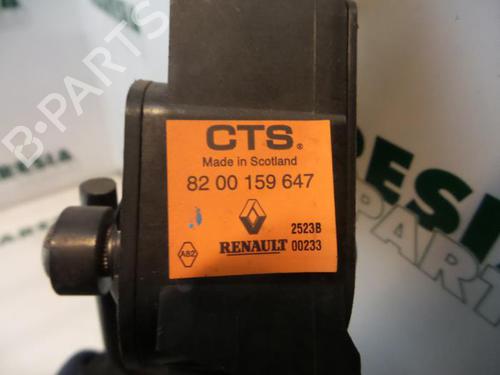 B-PARTS
CTS®
Made in Scotland
82 00 159 647
2523B
A82
RENAULT 00233